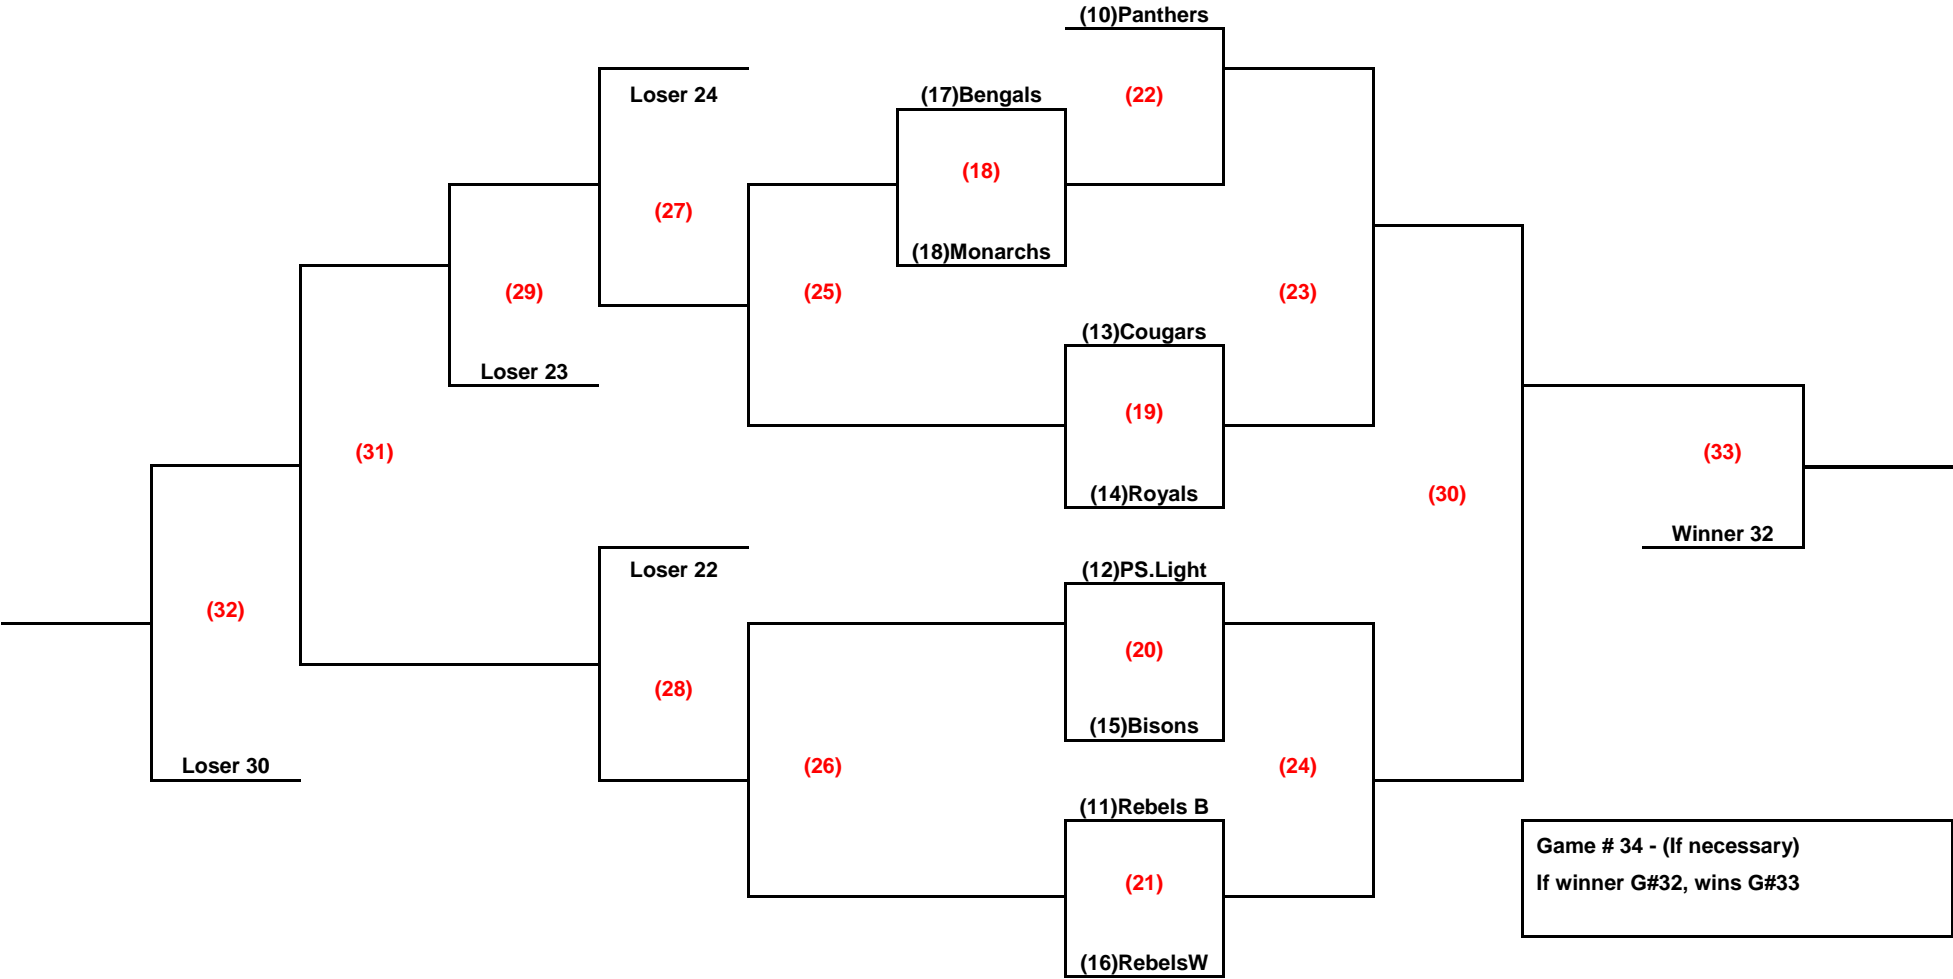 (10)Panthers
Loser 24
(17)Bengals
(22)
(18)
(27)
(18)Monarchs
(29)
(25)
(23)
(13)Cougars
Loser 23
(19)
(31)
(33)
(14)Royals
(30)
Winner 32
Loser 22
(12)PS.Light
(32)
(20)
(28)
(15)Bisons
Loser 30
(26)
(24)
(11)Rebels B
Game # 34 - (If necessary)
If winner G#32, wins G#33
(21)
(16)RebelsW